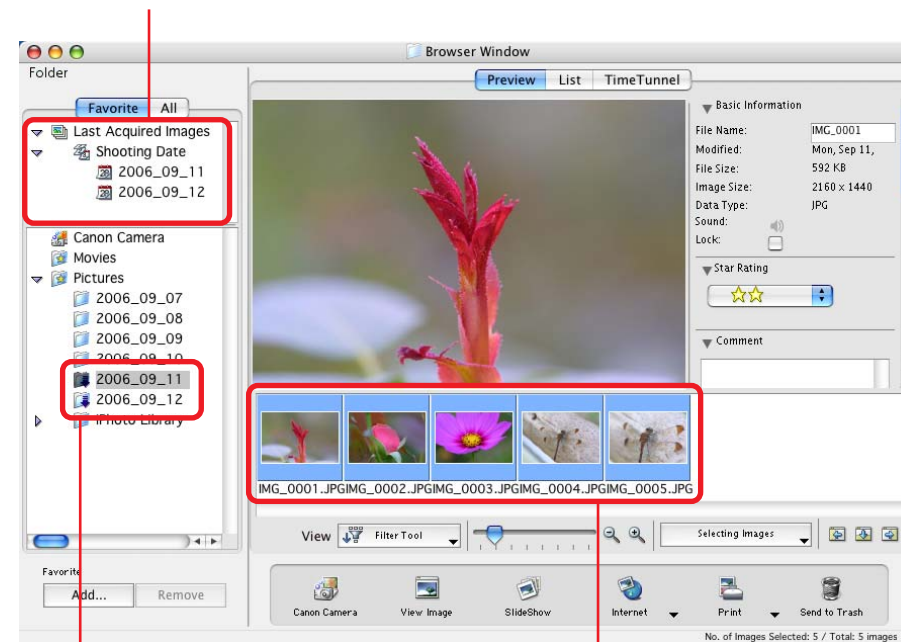 Browser Window
Folder
Preview List TimeTunnel
Favorite All
Last Acquired Images
Shooting Date
2006_09_11
2006_09_12
Canon Camera
Movies
Pictures
2006_09_07
2006_09_08
2006_09_09
2006_09_10
2006_09_11
2006_09_12
iPhoto Library
Favorite
Add... Remove
Basic Information
File Name: IMG_0001
Modified: Mon, Sep 11,
File Size: 592 KB
Image Size: 2160 x 1440
Data Type: JPG
Sound:
Lock:
Star Rating
Comment
IMG_0001.JPG IMG_0002.JPG IMG_0003.JPG IMG_0004.JPG IMG_0005.JPG
View Filter Tool Selecting Images
Canon Camera View Image SlideShow Internet Print Send to Trash
No. of Images Selected: 5 / Total: 5 images